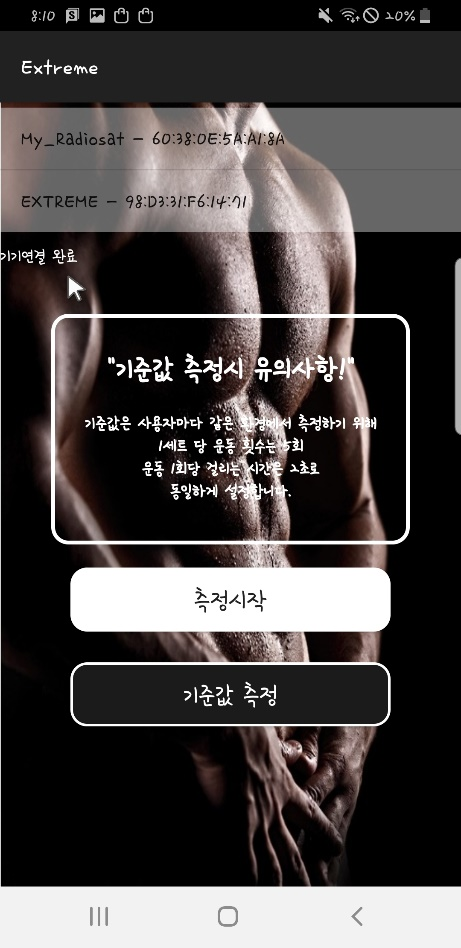 8:10
20%
Extreme
My_Radiosat - 60:38:0E:5A:A1:8A
EXTREME - 98:D3:31:F6:14:71
기기연결 완료
"기준값 측정시 유의사항!"
기준값은 사용자마다 같은 환경에서 측정하기 위해
1세트 당 운동 횟수는 5회
운동 1회당 걸리는 시간은 2초로
동일하게 설정합니다.
측정시작
기준값 측정